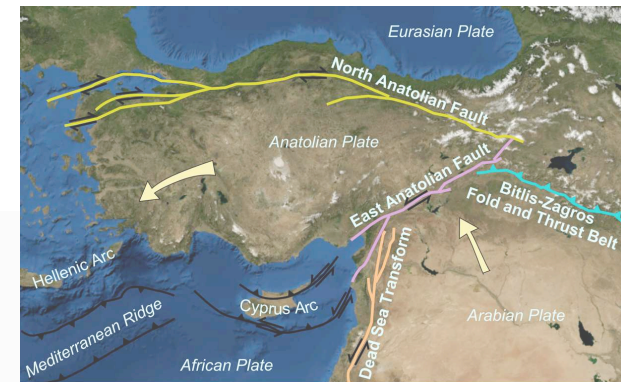 Eurasian Plate
North Anatolian Fault
Anatolian Plate
East Anatolian Fault
Bitlis-Zagros
Fold and Thrust Belt
Hellenic Arc
Cyprus Arc
Dead Sea Transform
Arabian Plate
Mediterranean Ridge
African Plate